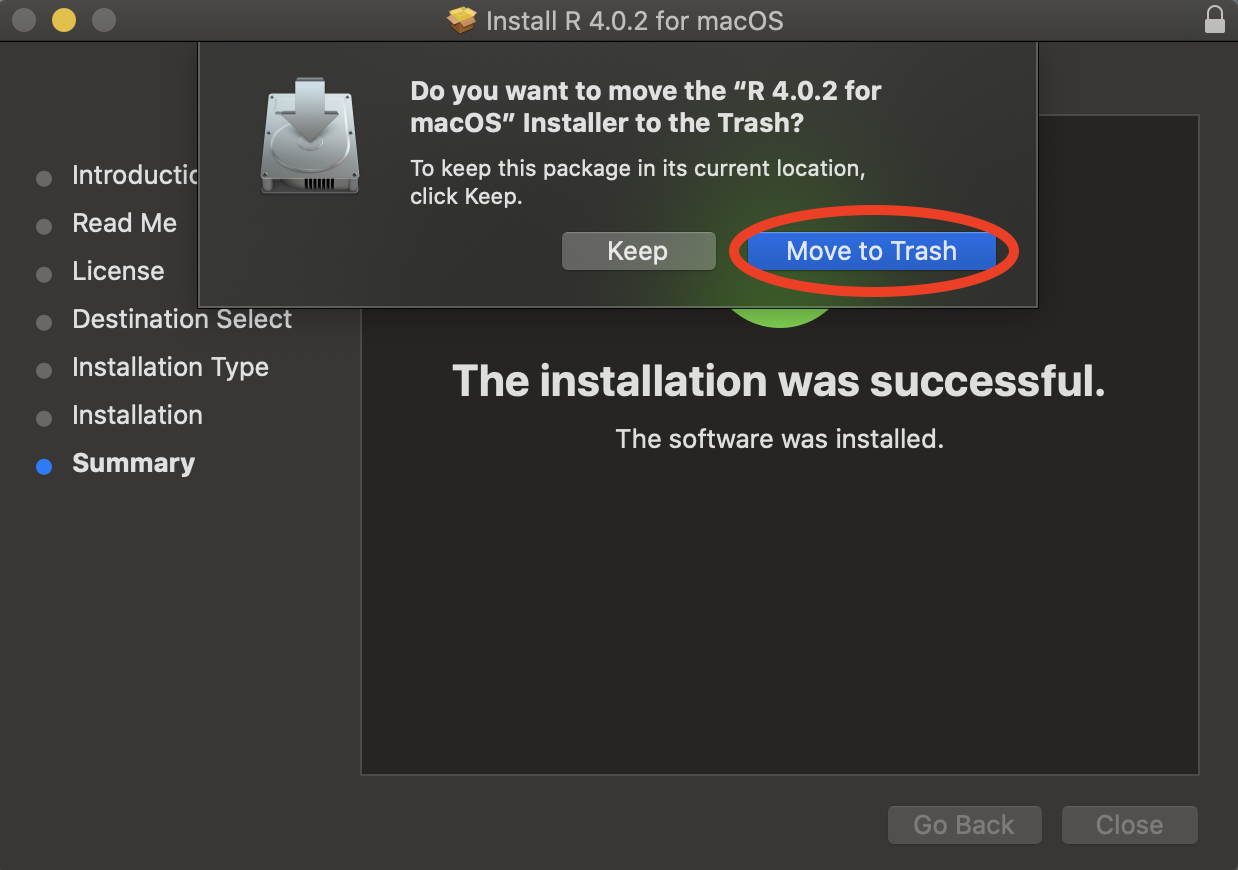 Install R 4.0.2 for macOS
Do you want to move the “R 4.0.2 for
macOS” Installer to the Trash?
To keep this package in its current location,
click Keep.
Keep
Move to Trash
Read Me
License
Destination Select
Installation Type
Installation
Summary
The installation was successful.
The software was installed.
Go Back
Close